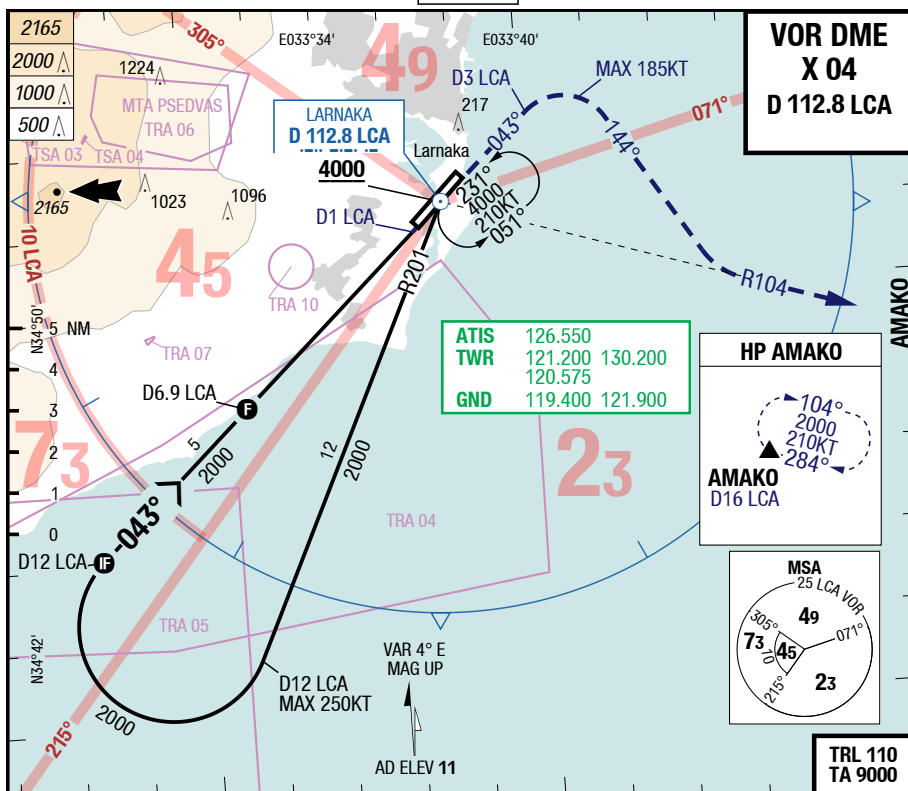 2165
2000
1000
500
305°
E033°34'
E033°40'
49
VOR DME
X 04
D 112.8 LCA
1224
MTA PSEDVAS
TRA 06
TSA 03
TSA 04
2165
1023
1096
LARNAKA
D 112.8 LCA
4000
D1 LCA
Larnaka
217
D3 LCA
MAX 185KT
043°
144°
071°
231°
4000
210KT
051°
R201
R104
AMAKO
10 LCA
45
TRA 10
N34°50'
5 NM
4
3
2
1
0
TRA 07
D6.9 LCA
F
5
2000
73
12
2000
ATIS 126.550
TWR 121.200 130.200
120.575
GND 119.400 121.900
23
HP AMAKO
104°
2000
210KT
284°
AMAKO
D16 LCA
TRA 04
043°
D12 LCA
IF
TRA 05
N34°42'
2000
215°
D12 LCA
MAX 250KT
VAR 4° E
MAG UP
AD ELEV 11
MSA
25 LCA VOR
305°
49
071°
73
10
45
215°
23
TRL 110
TA 9000